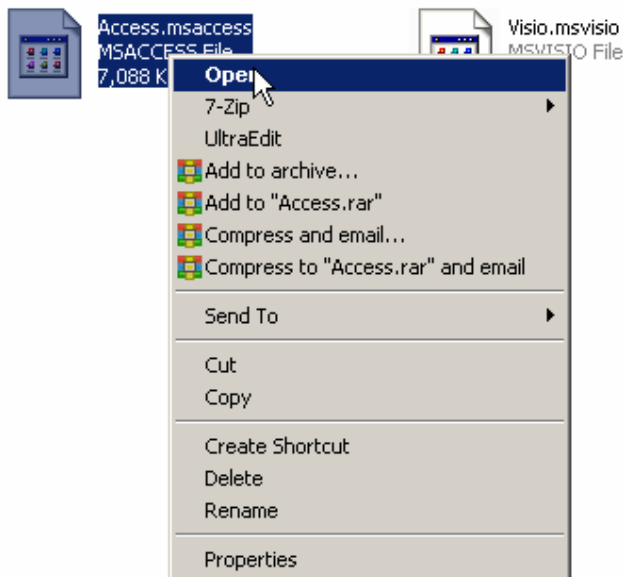 Access.msaccess
MSACCESS File
7,088 K
Visio.msvisio
MSVISIO File
Open
7-Zip
UltraEdit
Add to archive...
Add to "Access.rar"
Compress and email...
Compress to "Access.rar" and email
Send To
Cut
Copy
Create Shortcut
Delete
Rename
Properties